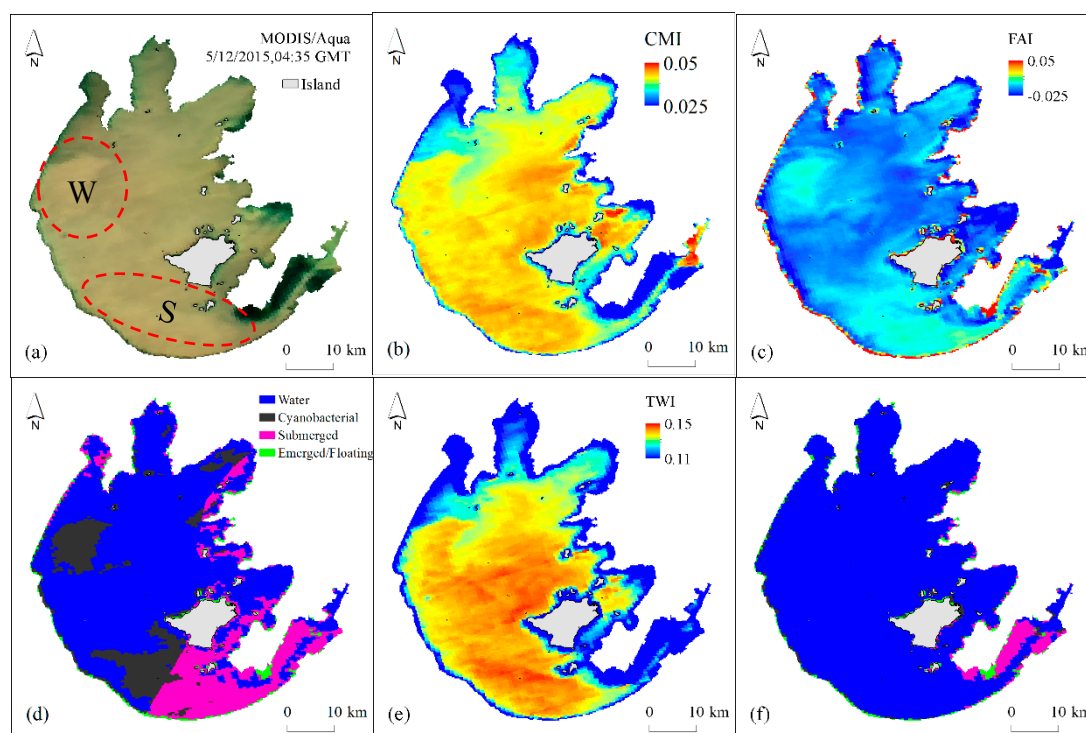 N
MODIS/Aqua
5/12/2015,04:35 GMT
Island
W
S
(a)
0 10 km
N
CMI
0.05
0.025
(b)
0 10 km
N
FAI
0.05
-0.025
(c)
0 10 km
N
Water
Cyanobacterial
Submerged
Emerged/Floating
(d)
0 10 km
N
TWI
0.15
0.11
(e)
0 10 km
N
(f)
0 10 km